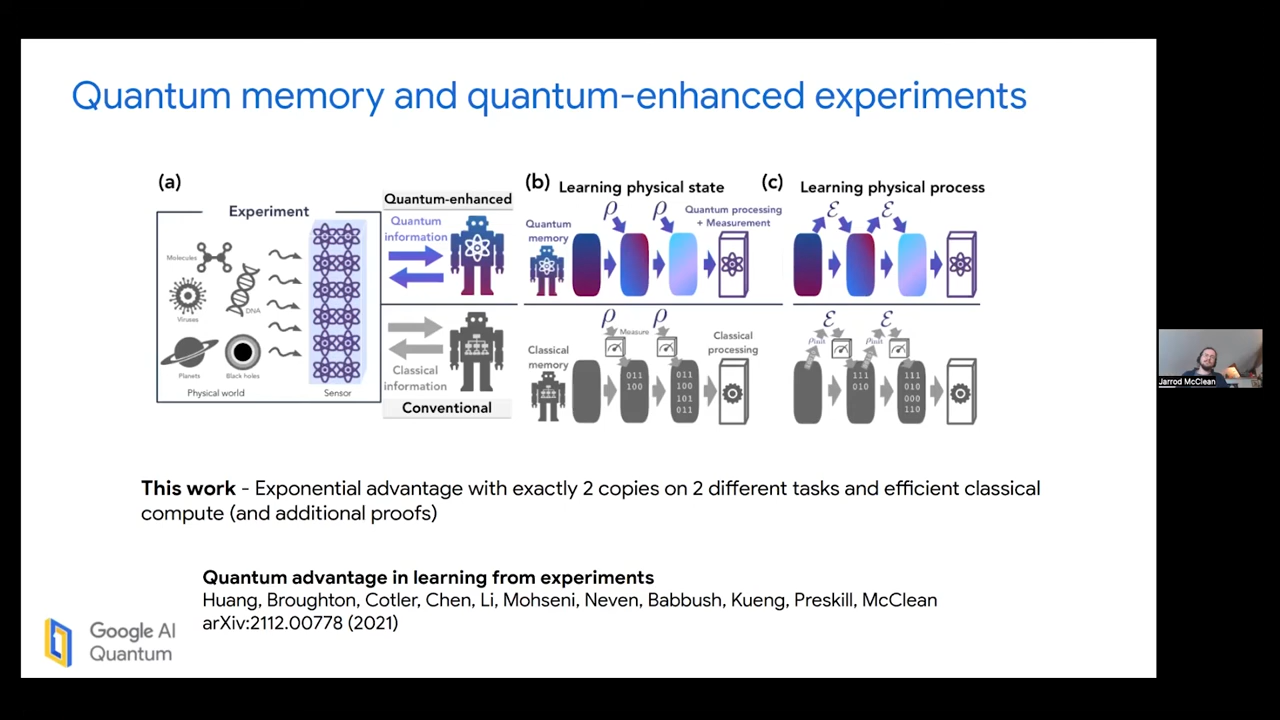 Quantum memory and quantum-enhanced experiments
(a)
Experiment
Molecules
DNA
Viruses
Planets
Black holes
Physical world
Sensor
Quantum-enhanced
Quantum
information
Classical
information
Conventional
(b) Learning physical state
ρ ρ
Quantum
memory
Quantum processing
+ Measurement
ρ ρ
Measure
Classical
memory
011
100
011
100
101
011
Classical
processing
(c) Learning physical process
ℰ ℰ
ℰ ℰ
111
010
111
010
000
110
This work - Exponential advantage with exactly 2 copies on 2 different tasks and efficient classical
compute (and additional proofs)
Quantum advantage in learning from experiments
Huang, Broughton, Cotler, Chen, Li, Mohseni, Neven, Babbush, Kueng, Preskill, McClean
arXiv:2112.00778 (2021)
Google AI
Quantum
Jarrod McClean